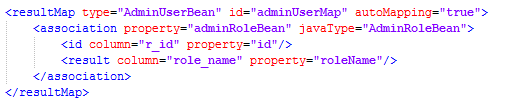 <resultMap type="AdminUserBean" id="adminUserMap" autoMapping="true">
<association property="adminRoleBean" javaType="AdminRoleBean">
<id column="r_id" property="id"/>
<result column="role_name" property="roleName"/>
</association>
</resultMap>